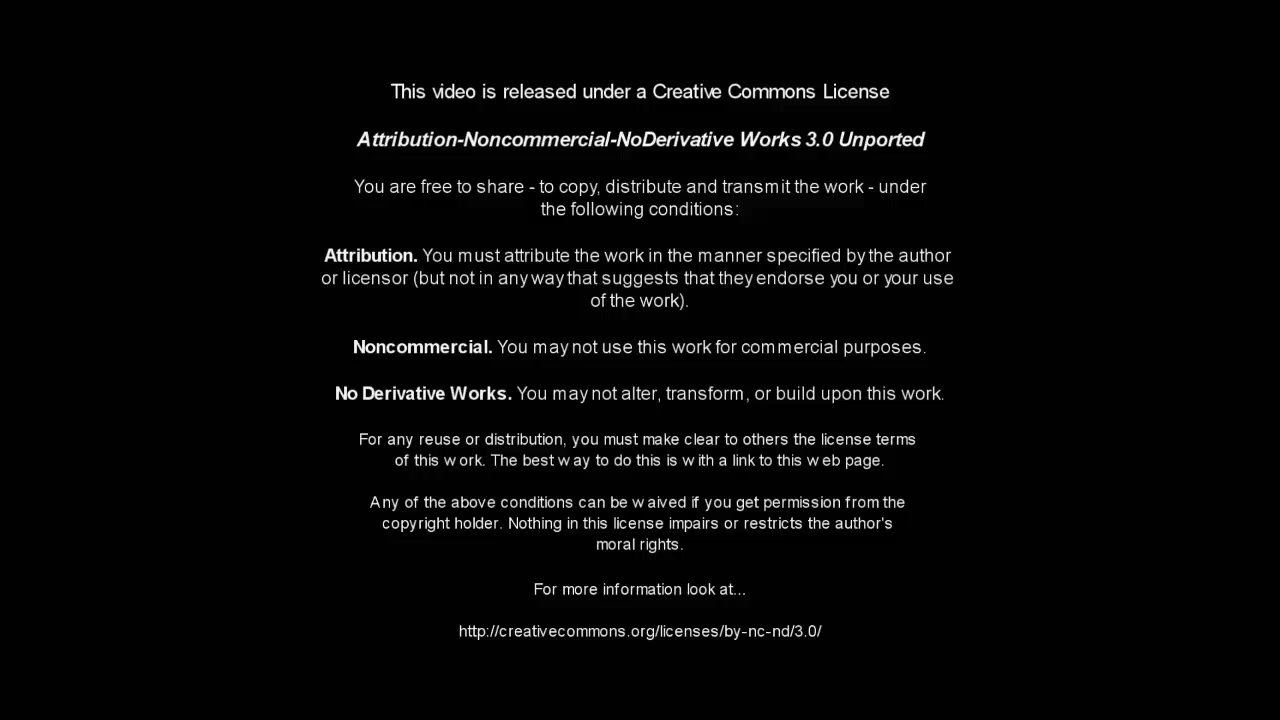 This video is released under a Creative Commons License
Attribution-Noncommercial-NoDerivative Works 3.0 Unported
You are free to share - to copy, distribute and transmit the work - under
the following conditions:
Attribution. You must attribute the work in the manner specified by the author
or licensor (but not in any way that suggests that they endorse you or your use
of the work).
Noncommercial. You may not use this work for commercial purposes.
No Derivative Works. You may not alter, transform, or build upon this work.
For any reuse or distribution, you must make clear to others the license terms
of this work. The best way to do this is with a link to this web page.
Any of the above conditions can be waived if you get permission from the
copyright holder. Nothing in this license impairs or restricts the author's
moral rights.
For more information look at...
http://creativecommons.org/licenses/by-nc-nd/3.0/